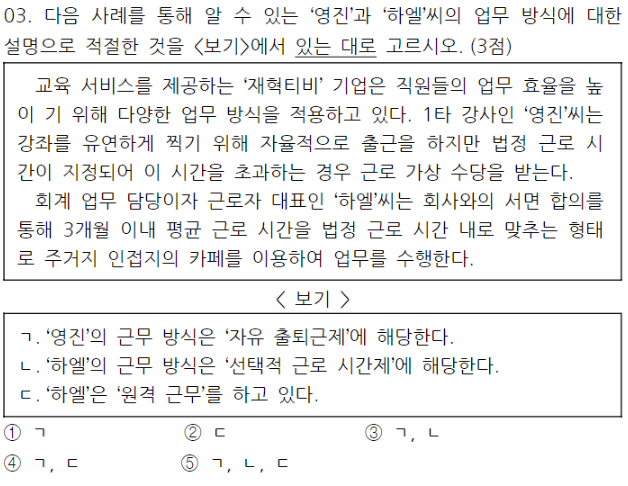 03. 다음 사례를 통해 알 수 있는 ‘영진’과 ‘하엘’씨의 업무 방식에 대한
설명으로 적절한 것을 <보기>에서 있는 대로 고르시오. (3점)
교육 서비스를 제공하는 ‘재혁티비’ 기업은 직원들의 업무 효율을 높
이 기 위해 다양한 업무 방식을 적용하고 있다. 1타 강사인 ‘영진’씨는
강좌를 유연하게 찍기 위해 자율적으로 출근을 하지만 법정 근로 시
간이 지정되어 이 시간을 초과하는 경우 근로 가상 수당을 받는다.
회계 업무 담당이자 근로자 대표인 ‘하엘’씨는 회사와의 서면 합의를
통해 3개월 이내 평균 근로 시간을 법정 근로 시간 내로 맞추는 형태
로 주거지 인접지의 카페를 이용하여 업무를 수행한다.
< 보기 >
ㄱ. ‘영진’의 근무 방식은 ‘자유 출퇴근제’에 해당한다.
ㄴ. ‘하엘’의 근무 방식은 ‘선택적 근로 시간제’에 해당한다.
ㄷ. ‘하엘’은 ‘원격 근무’를 하고 있다.
① ㄱ ② ㄷ ③ ㄱ, ㄴ
④ ㄱ, ㄷ ⑤ ㄱ, ㄴ, ㄷ